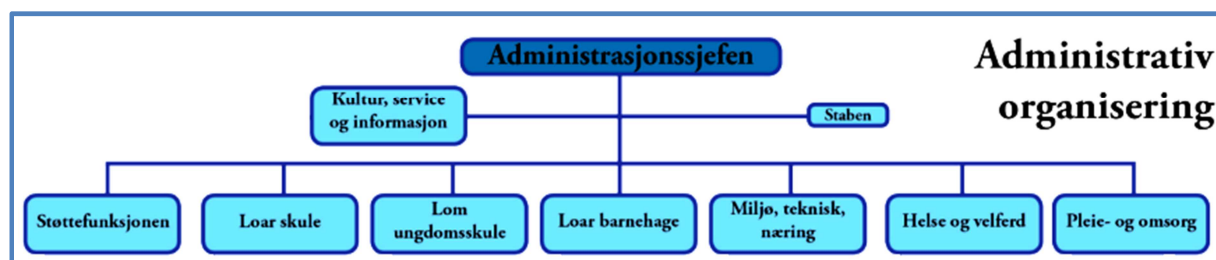 Administrasjonssjefen
Administrativ
organisering
Kultur, service
og informasjon
Staben
Støttefunksjonen
Loar skule
Lom
ungdomsskule
Loar barnehage
Miljø, teknisk,
næring
Helse og velferd
Pleie- og omsorg